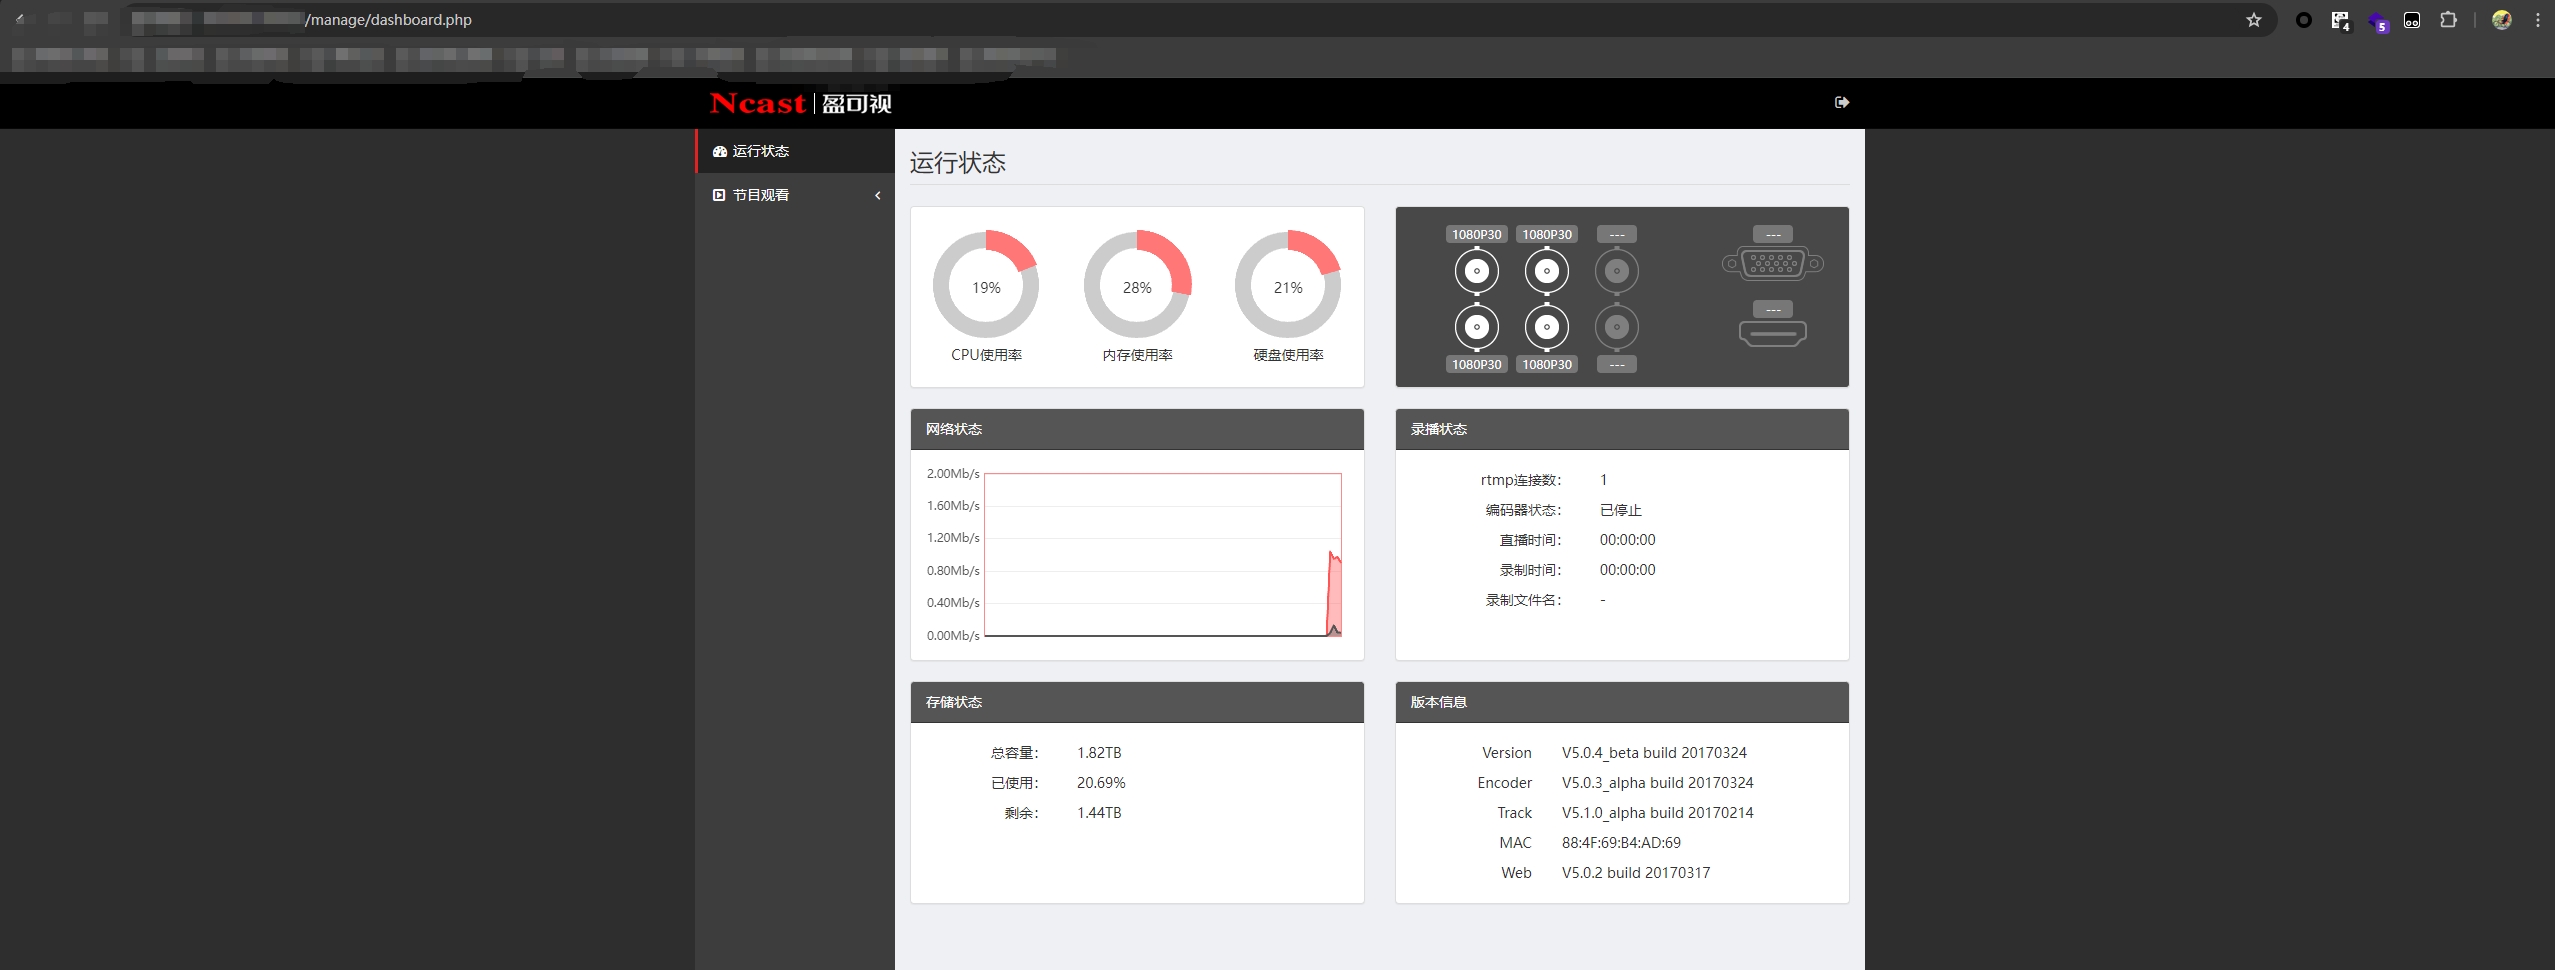 /manage/dashboard.php
4
5
Ncast 盈可视
运行状态
节目观看
运行状态
19%
28%
21%
CPU使用率
内存使用率
硬盘使用率
1080P30 1080P30 --- ---
---
1080P30 1080P30 ---
网络状态
2.00Mb/s
1.60Mb/s
1.20Mb/s
0.80Mb/s
0.40Mb/s
0.00Mb/s
录播状态
rtmp连接数： 1
编码器状态： 已停止
直播时间： 00:00:00
录制时间： 00:00:00
录制文件名： -
存储状态
总容量： 1.82TB
已使用： 20.69%
剩余： 1.44TB
版本信息
Version V5.0.4_beta build 20170324
Encoder V5.0.3_alpha build 20170324
Track V5.1.0_alpha build 20170214
MAC 88:4F:69:B4:AD:69
Web V5.0.2 build 20170317